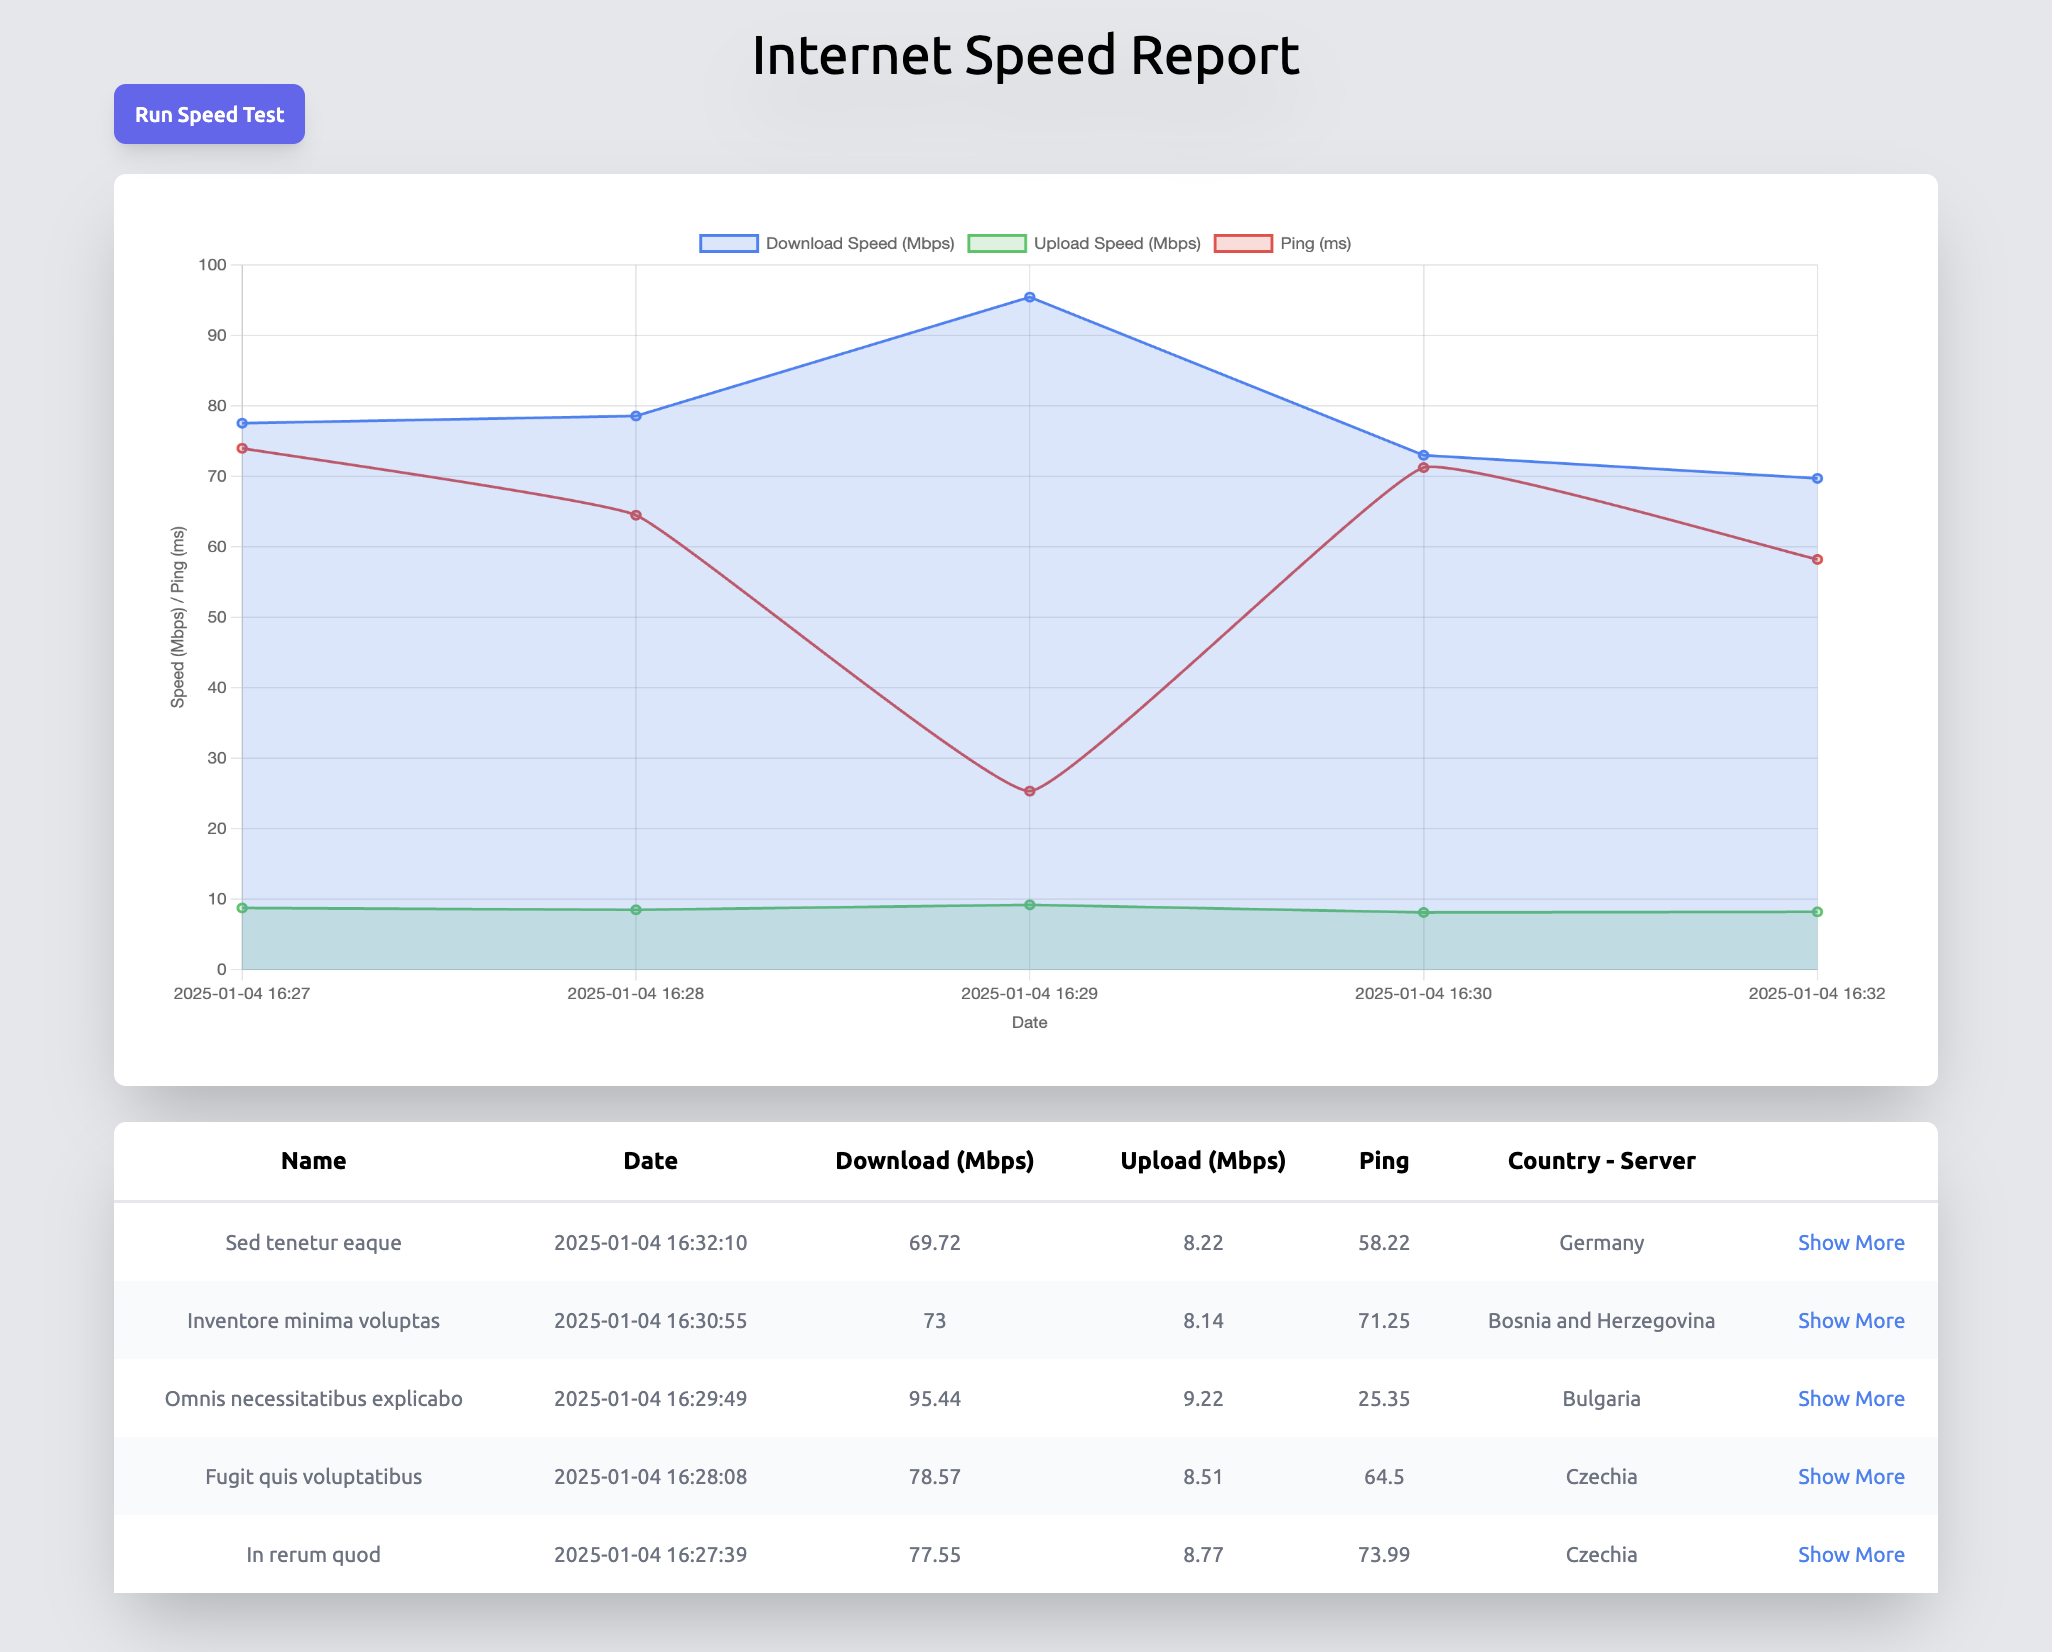 Internet Speed Report
Run Speed Test
Download Speed (Mbps) Upload Speed (Mbps) Ping (ms)
100
90
80
70
60
50
40
30
20
10
0
Speed (Mbps) / Ping (ms)
2025-01-04 16:27 2025-01-04 16:28 2025-01-04 16:29 2025-01-04 16:30 2025-01-04 16:32
Date
Name Date Download (Mbps) Upload (Mbps) Ping Country - Server
Sed tenetur eaque 2025-01-04 16:32:10 69.72 8.22 58.22 Germany Show More
Inventore minima voluptas 2025-01-04 16:30:55 73 8.14 71.25 Bosnia and Herzegovina Show More
Omnis necessitatibus explicabo 2025-01-04 16:29:49 95.44 9.22 25.35 Bulgaria Show More
Fugit quis voluptatibus 2025-01-04 16:28:08 78.57 8.51 64.5 Czechia Show More
In rerum quod 2025-01-04 16:27:39 77.55 8.77 73.99 Czechia Show More